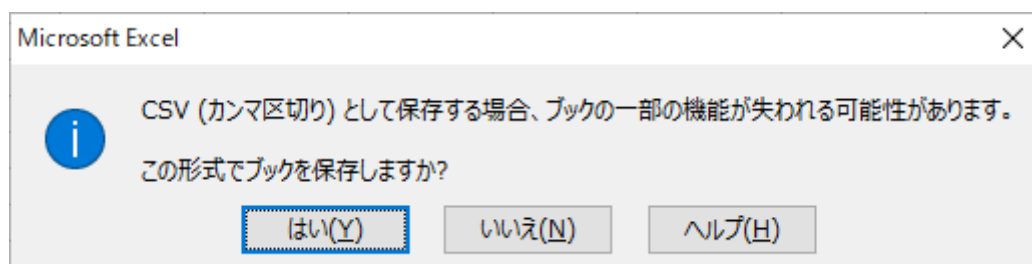 Microsoft Excel
CSV (カンマ区切り) として保存する場合、ブックの一部の機能が失われる可能性があります。
この形式でブックを保存しますか?
はい(Y) いいえ(N) ヘルプ(H)